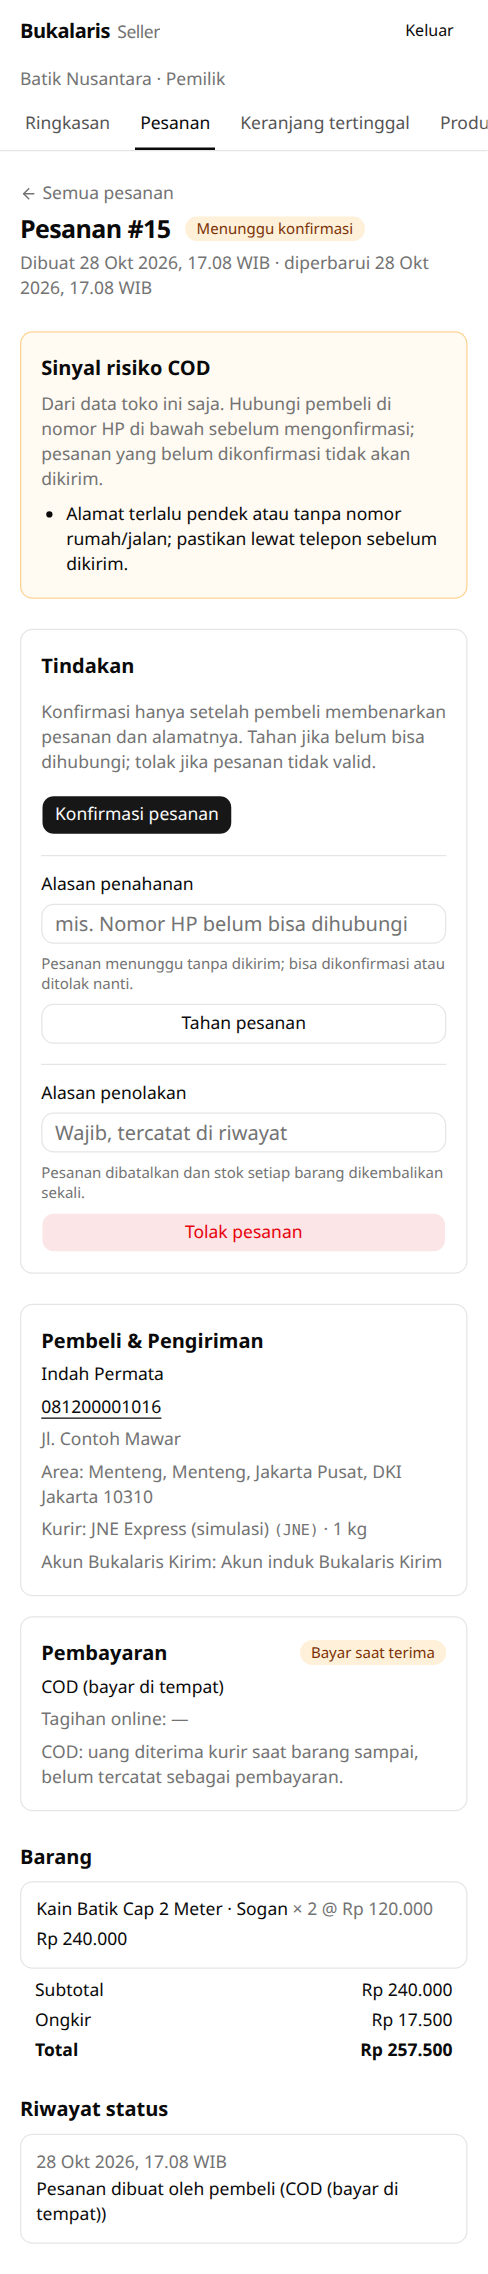 Bukalaris Seller
Keluar
Batik Nusantara · Pemilik
Ringkasan
Pesanan
Keranjang tertinggal
Produ
← Semua pesanan
Pesanan #15
Menunggu konfirmasi
Dibuat 28 Okt 2026, 17.08 WIB · diperbarui 28 Okt
2026, 17.08 WIB
Sinyal risiko COD
Dari data toko ini saja. Hubungi pembeli di
nomor HP di bawah sebelum mengonfirmasi;
pesanan yang belum dikonfirmasi tidak akan
dikirim.
• Alamat terlalu pendek atau tanpa nomor
rumah/jalan; pastikan lewat telepon sebelum
dikirim.
Tindakan
Konfirmasi hanya setelah pembeli membenarkan
pesanan dan alamatnya. Tahan jika belum bisa
dihubungi; tolak jika pesanan tidak valid.
Konfirmasi pesanan
Alasan penahanan
mis. Nomor HP belum bisa dihubungi
Pesanan menunggu tanpa dikirim; bisa dikonfirmasi atau
ditolak nanti.
Tahan pesanan
Alasan penolakan
Wajib, tercatat di riwayat
Pesanan dibatalkan dan stok setiap barang dikembalikan
sekali.
Tolak pesanan
Pembeli & Pengiriman
Indah Permata
081200001016
Jl. Contoh Mawar
Area: Menteng, Menteng, Jakarta Pusat, DKI
Jakarta 10310
Kurir: JNE Express (simulasi) (JNE) · 1 kg
Akun Bukalaris Kirim: Akun induk Bukalaris Kirim
Pembayaran
Bayar saat terima
COD (bayar di tempat)
Tagihan online: —
COD: uang diterima kurir saat barang sampai,
belum tercatat sebagai pembayaran.
Barang
Kain Batik Cap 2 Meter · Sogan × 2 @ Rp 120.000
Rp 240.000
Subtotal Rp 240.000
Ongkir Rp 17.500
Total Rp 257.500
Riwayat status
28 Okt 2026, 17.08 WIB
Pesanan dibuat oleh pembeli (COD (bayar di
tempat))